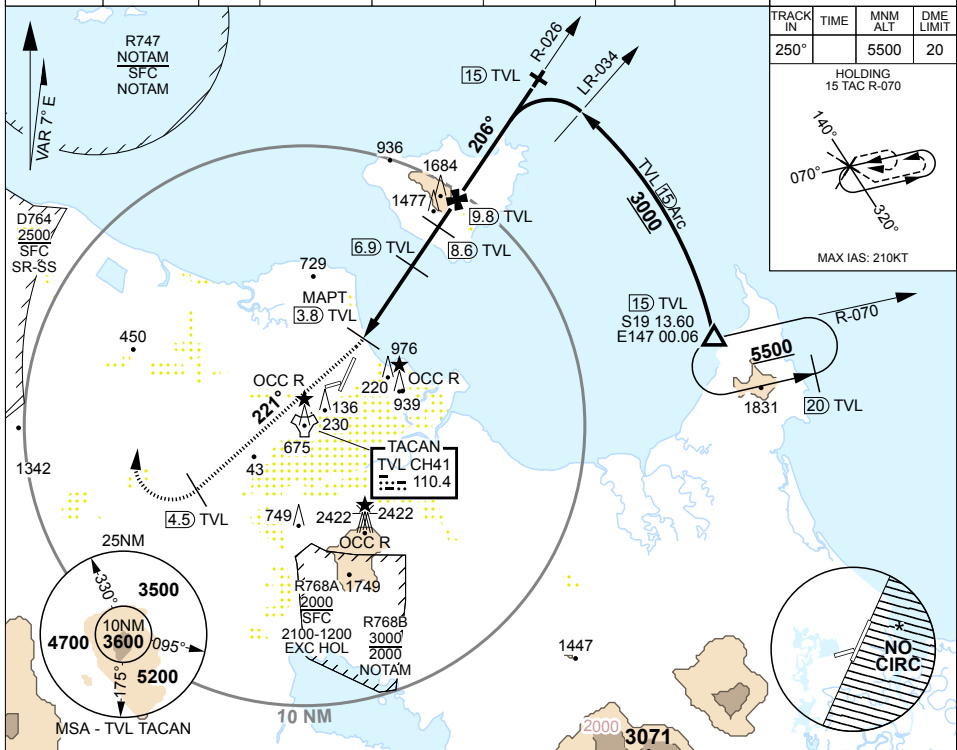 TRACK IN TIME MNM ALT DME LIMIT
250° 5500 20
HOLDING
15 TAC R-070
140°
070°
320°
MAX IAS: 210KT
R747
NOTAM
SFC
NOTAM
VAR 7° E
15 TVL
R-026
LR-034
206°
TVL 15 Arc
3000
936
1684
1477
9.8 TVL
8.6 TVL
6.9 TVL
D764
2500
SFC
SR-SS
729
MAPT
3.8 TVL
450
15 TVL
S19 13.60
E147 00.06
R-070
5500
1831
20 TVL
976
OCC R
220
OCC R
939
136
230
221°
675
TACAN
TVL CH41
110.4
43
1342
4.5 TVL
749
2422
2422
OCC R
R768A
2000
SFC
2100-1200
EXC HOL
1749
R768B
3000
2000
NOTAM
1447
25NM
330°
3500
10NM
3600
4700
095°
5200
175°
MSA - TVL TACAN
10 NM
2000
3071
*
NO
CIRC